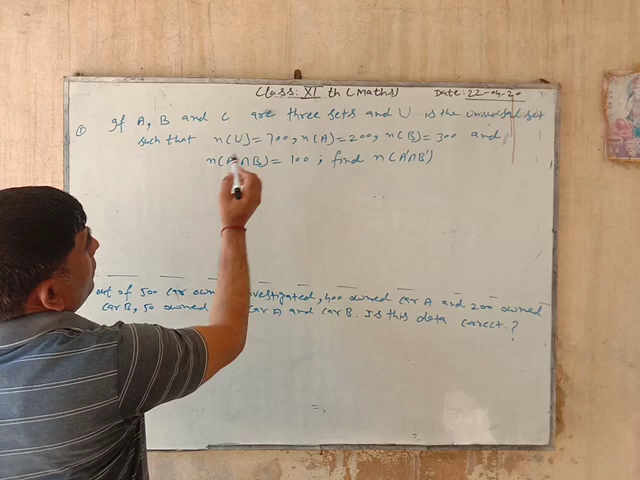 Class: XI th (Maths) Date: 22-04-20
① If A, B and C are three sets and U is the universal set
such that n(U)=700, n(A)=200, n(B)=300 and
n(A∩B)=100; find n(A'∩B')
out of 500 car investigated, 400 owned car A and 200 owned
car B, 50 owned car A and car B. Is this data correct?